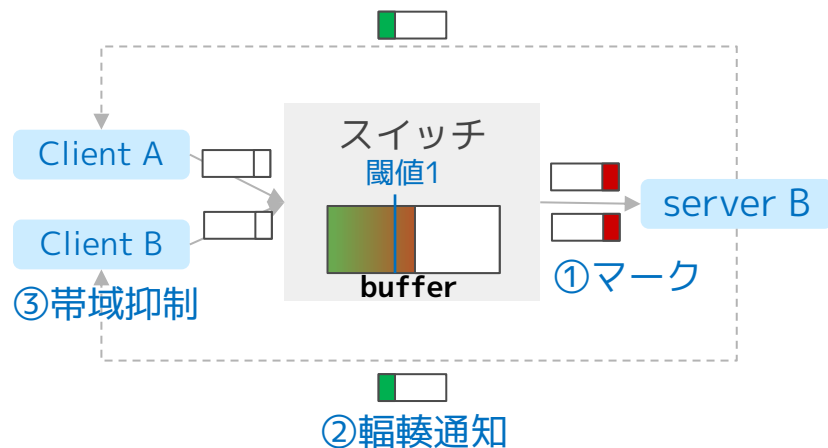 スイッチ
閾値1
Client A
Client B
buffer
server B
①マーク
③帯域抑制
②輻輳通知